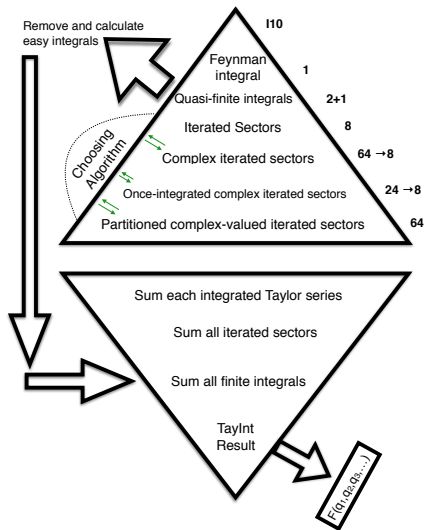 Remove and calculate
easy integrals
I10
Feynman
integral
1
Quasi-finite integrals
2+1
Iterated Sectors
8
Choosing
Algorithm
Complex iterated sectors
64 →8
Once-integrated complex iterated sectors
24 →8
Partitioned complex-valued iterated sectors
64
Sum each integrated Taylor series
Sum all iterated sectors
Sum all finite integrals
TayInt
Result
F(q₁,q₂,q₃,...)